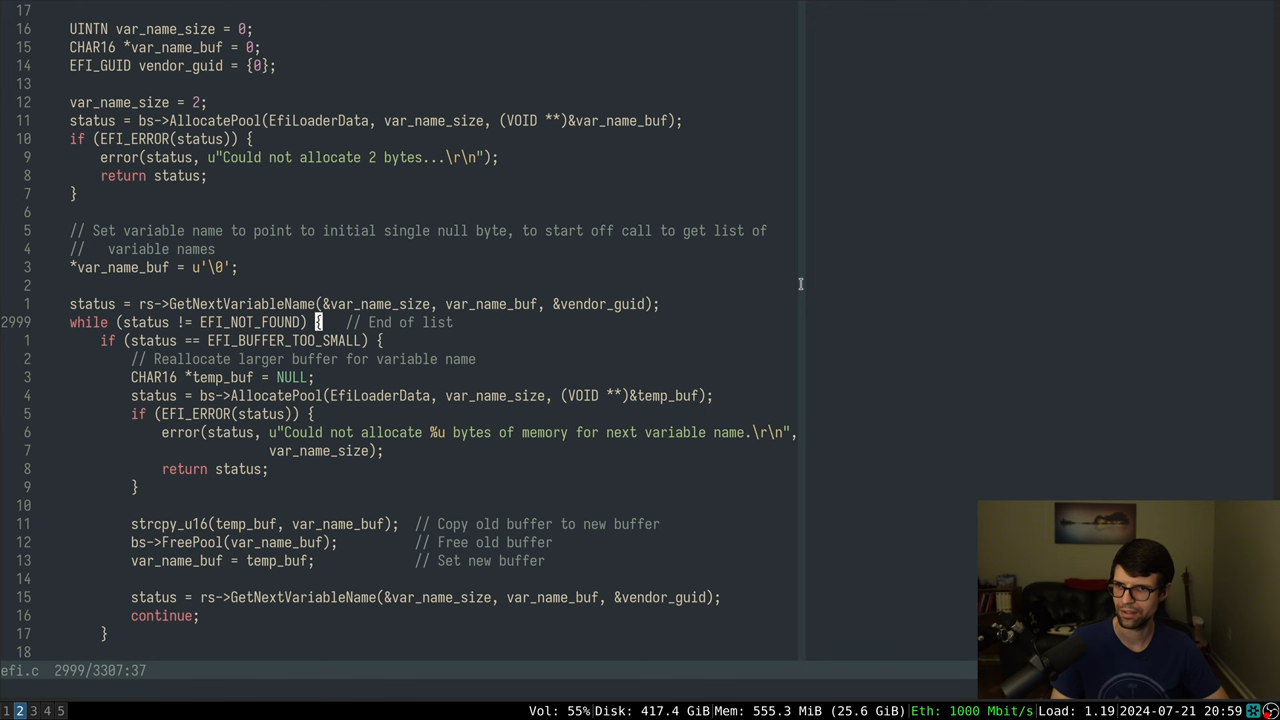 17
16 UINTN var_name_size = 0;
15 CHAR16 *var_name_buf = 0;
14 EFI_GUID vendor_guid = {0};
13
12 var_name_size = 2;
11 status = bs->AllocatePool(EfiLoaderData, var_name_size, (VOID **)&var_name_buf);
10 if (EFI_ERROR(status)) {
9 error(status, u"Could not allocate 2 bytes...\r\n");
8 return status;
7 }
6
5 // Set variable name to point to initial single null byte, to start off call to get list of
4 //   variable names
3 *var_name_buf = u'\0';
2
1 status = rs->GetNextVariableName(&var_name_size, var_name_buf, &vendor_guid);
2999 while (status != EFI_NOT_FOUND) {   // End of list
1 if (status == EFI_BUFFER_TOO_SMALL) {
2 // Reallocate larger buffer for variable name
3 CHAR16 *temp_buf = NULL;
4 status = bs->AllocatePool(EfiLoaderData, var_name_size, (VOID **)&temp_buf);
5 if (EFI_ERROR(status)) {
6 error(status, u"Could not allocate %u bytes of memory for next variable name.\r\n",
7 var_name_size);
8 return status;
9 }
10
11 strcpy_u16(temp_buf, var_name_buf);  // Copy old buffer to new buffer
12 bs->FreePool(var_name_buf);          // Free old buffer
13 var_name_buf = temp_buf;             // Set new buffer
14
15 status = rs->GetNextVariableName(&var_name_size, var_name_buf, &vendor_guid);
16 continue;
17 }
18
efi.c  2999/3307:37
1 2 3 4 5 Vol: 55%|Disk: 417.4 GiB|Mem: 555.3 MiB (25.6 GiB)|Eth: 1000 Mbit/s|Load: 1.19|2024-07-21 20:59